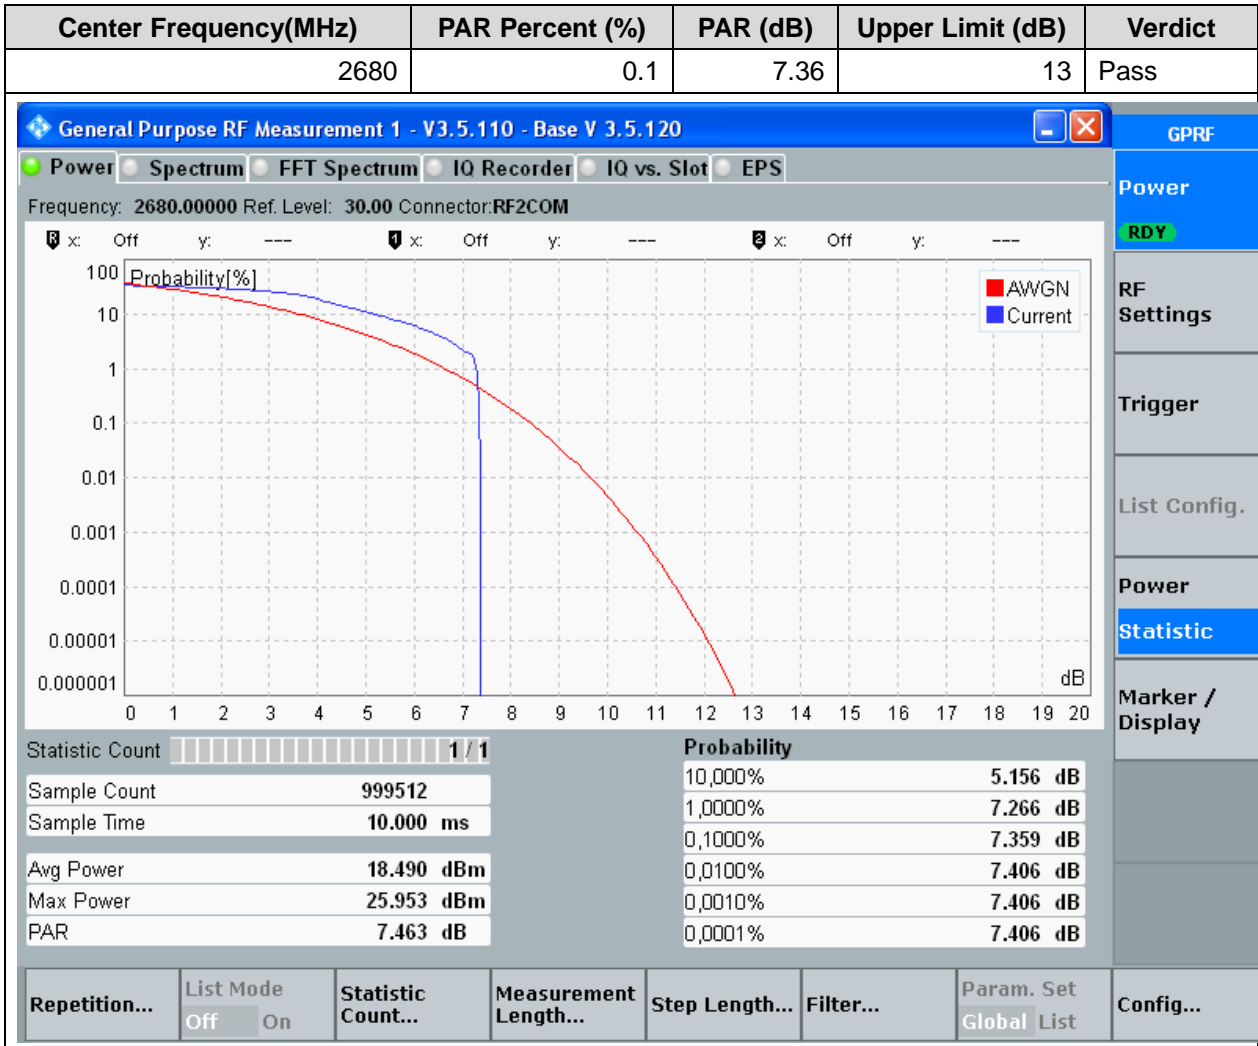 Center Frequency(MHz) PAR Percent (%) PAR (dB) Upper Limit (dB) Verdict
2680 0.1 7.36 13 Pass
General Purpose RF Measurement 1 - V3.5.110 - Base V 3.5.120
GPRF
Power Spectrum FFT Spectrum IQ Recorder IQ vs. Slot EPS
Frequency: 2680.00000 Ref. Level: 30.00 Connector:RF2COM
R x: Off y: --- 1 x: Off y: --- 2 x: Off y: ---
Probability[%]
AWGN
Current
100
10
1
0.1
0.01
0.001
0.0001
0.00001
0.000001
dB
0 1 2 3 4 5 6 7 8 9 10 11 12 13 14 15 16 17 18 19 20
Statistic Count 1 / 1
Sample Count 999512
Sample Time 10.000 ms
Avg Power 18.490 dBm
Max Power 25.953 dBm
PAR 7.463 dB
Probability
10,000% 5.156 dB
1,0000% 7.266 dB
0,1000% 7.359 dB
0,0100% 7.406 dB
0,0010% 7.406 dB
0,0001% 7.406 dB
Power
RDY
RF
Settings
Trigger
List Config.
Power
Statistic
Marker /
Display
Repetition...
List Mode
Off On
Statistic
Count...
Measurement
Length...
Step Length...
Filter...
Param. Set
Global List
Config...